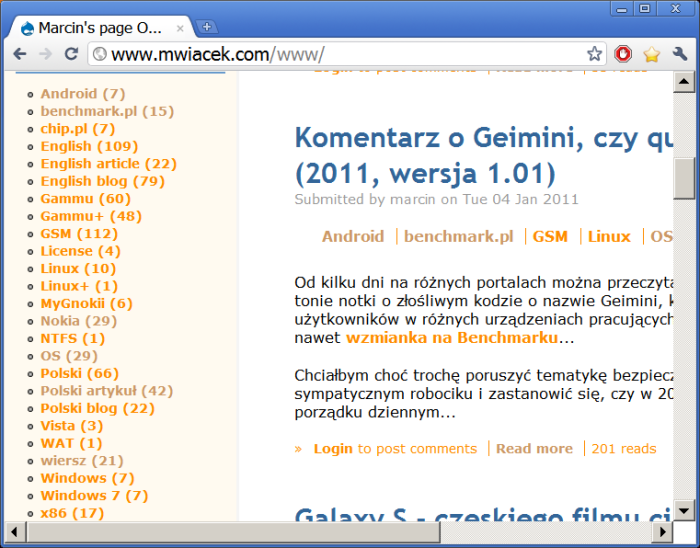 Marcin's page O...
www.mwiacek.com/www/
Android (7)
benchmark.pl (15)
chip.pl (7)
English (109)
English article (22)
English blog (79)
Gammu (60)
Gammu+ (48)
GSM (112)
License (4)
Linux (10)
Linux+ (1)
MyGnokii (6)
Nokia (29)
NTFS (1)
OS (29)
Polski (66)
Polski artykuł (42)
Polski blog (22)
Vista (3)
WAT (1)
wiersz (21)
Windows (7)
Windows 7 (7)
x86 (17)
Komentarz o Geimini, czy qu
(2011, wersja 1.01)
Submitted by marcin on Tue 04 Jan 2011
Android benchmark.pl GSM Linux OS
Od kilku dni na różnych portalach można przeczyta
tonie notki o złośliwym kodzie o nazwie Geimini, k
użytkowników w różnych urządzeniach pracujących
nawet wzmianka na Benchmarku...
Chciałbym choć trochę poruszyć tematykę bezpiecz
sympatycznym robociku i zastanowić się, czy w 20
porządku dziennym...
» Login to post comments Read more 201 reads
Galaxy S - czeskiego filmu ci